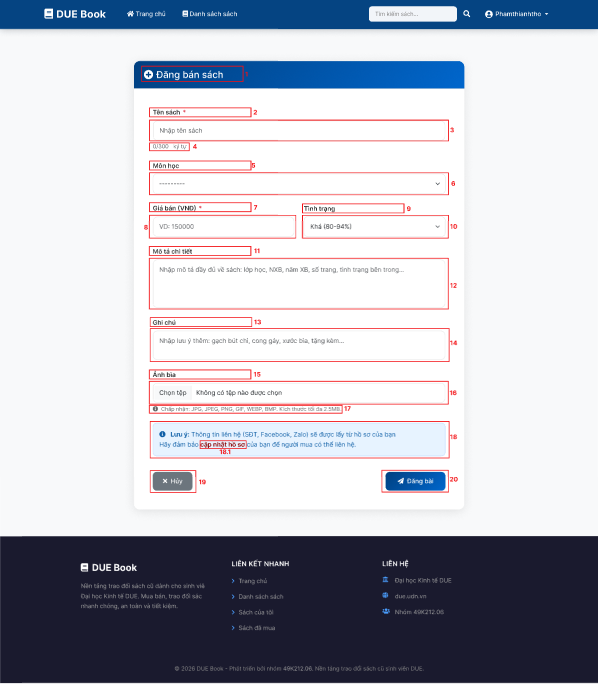 DUE Book Trang chủ Danh sách sách Tìm kiếm sách... Phamthianhtho
Đăng bán sách 1
Tên sách * 2
Nhập tên sách 3
0/300 ký tự 4
Môn học 5
--------- 6
Giá bán (VNĐ) * 7 Tình trạng 9
8 VD: 150000 Khá (80-94%) 10
Mô tả chi tiết 11
Nhập mô tả đầy đủ về sách: lớp học, NXB, năm XB, số trang, tình trạng bên trong... 12
Ghi chú 13
Nhập lưu ý thêm: gạch bút chì, cong gáy, xước bìa, tặng kèm... 14
Ảnh bìa 15
Chọn tệp Không có tệp nào được chọn 16
Chấp nhận: JPG, JPEG, PNG, GIF, WEBP, BMP. Kích thước tối đa 2.5MB 17
Lưu ý: Thông tin liên hệ (SĐT, Facebook, Zalo) sẽ được lấy từ hồ sơ của bạn 18
Hãy đảm bảo cập nhật hồ sơ của bạn để người mua có thể liên hệ.
18.1
Hủy 19 Đăng bài 20
DUE Book LIÊN KẾT NHANH LIÊN HỆ
Nền tảng trao đổi sách cũ dành cho sinh viê Trang chủ Đại học Kinh tế DUE
Đại học Kinh tế DUE. Mua bán, trao đổi sác Danh sách sách due.udn.vn
nhanh chóng, an toàn và tiết kiệm. Sách của tôi Nhóm 49K212.06
Sách đã mua
© 2026 DUE Book - Phát triển bởi nhóm 49K212.06. Nền tảng trao đổi sách cũ sinh viên DUE.